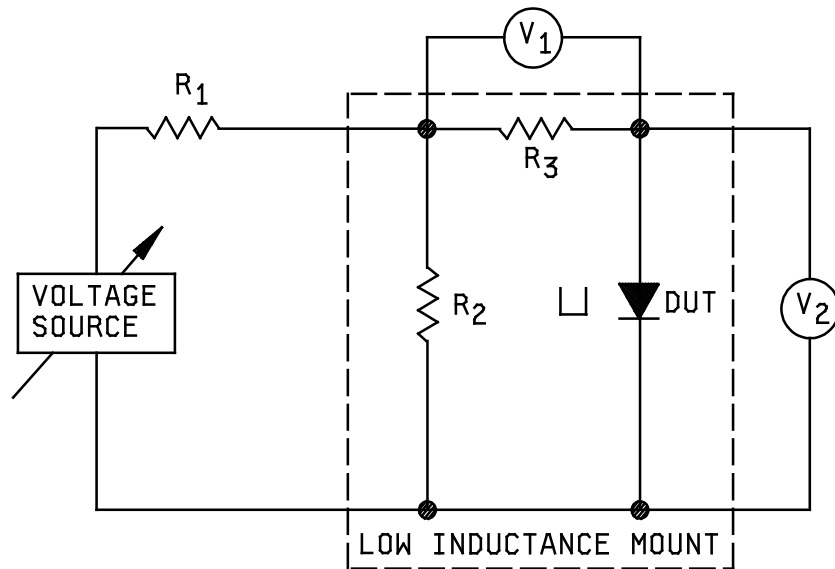 V1
R1
R3
VOLTAGE
SOURCE
R2
DUT
V2
LOW INDUCTANCE MOUNT